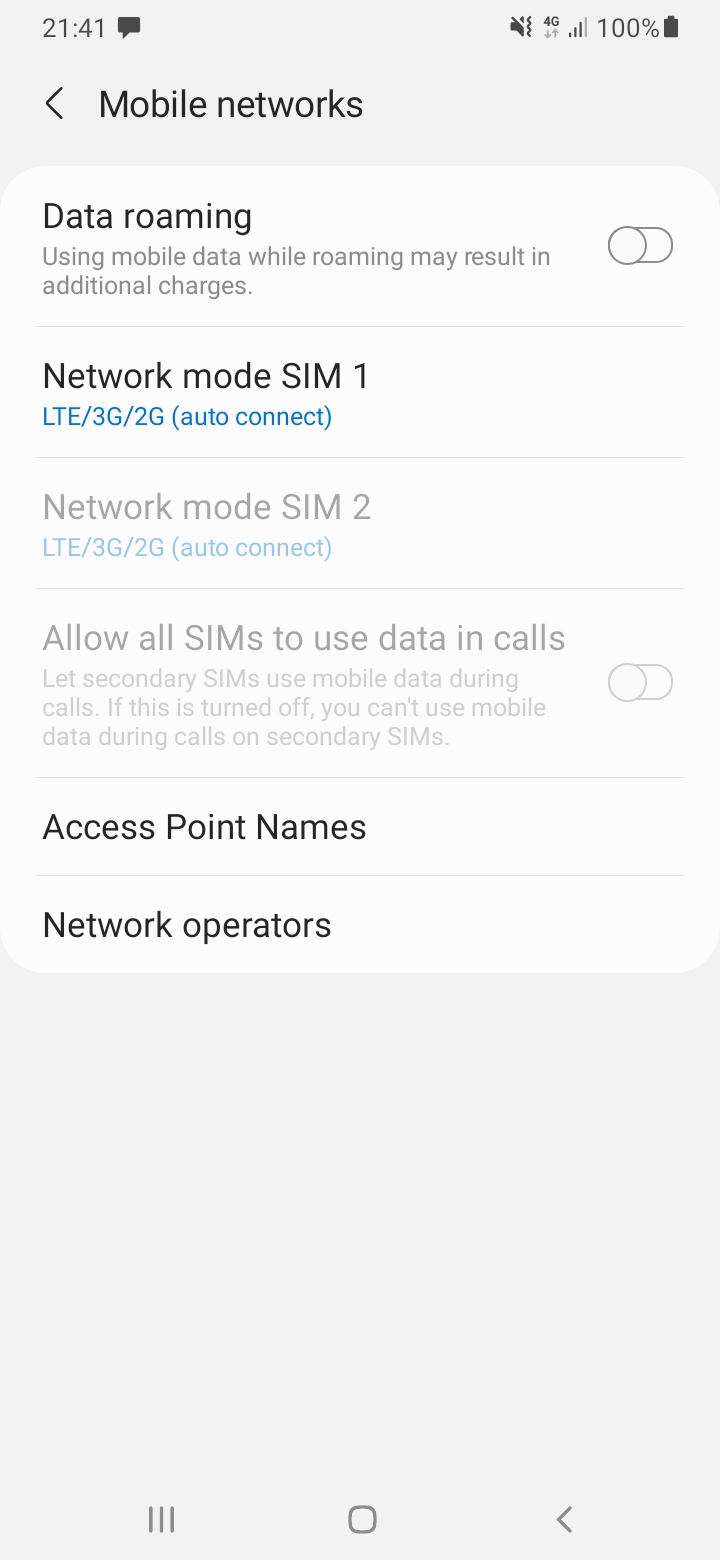 21:41
4G
100%
Mobile networks
Data roaming
Using mobile data while roaming may result in
additional charges.
Network mode SIM 1
LTE/3G/2G (auto connect)
Network mode SIM 2
LTE/3G/2G (auto connect)
Allow all SIMs to use data in calls
Let secondary SIMs use mobile data during
calls. If this is turned off, you can't use mobile
data during calls on secondary SIMs.
Access Point Names
Network operators